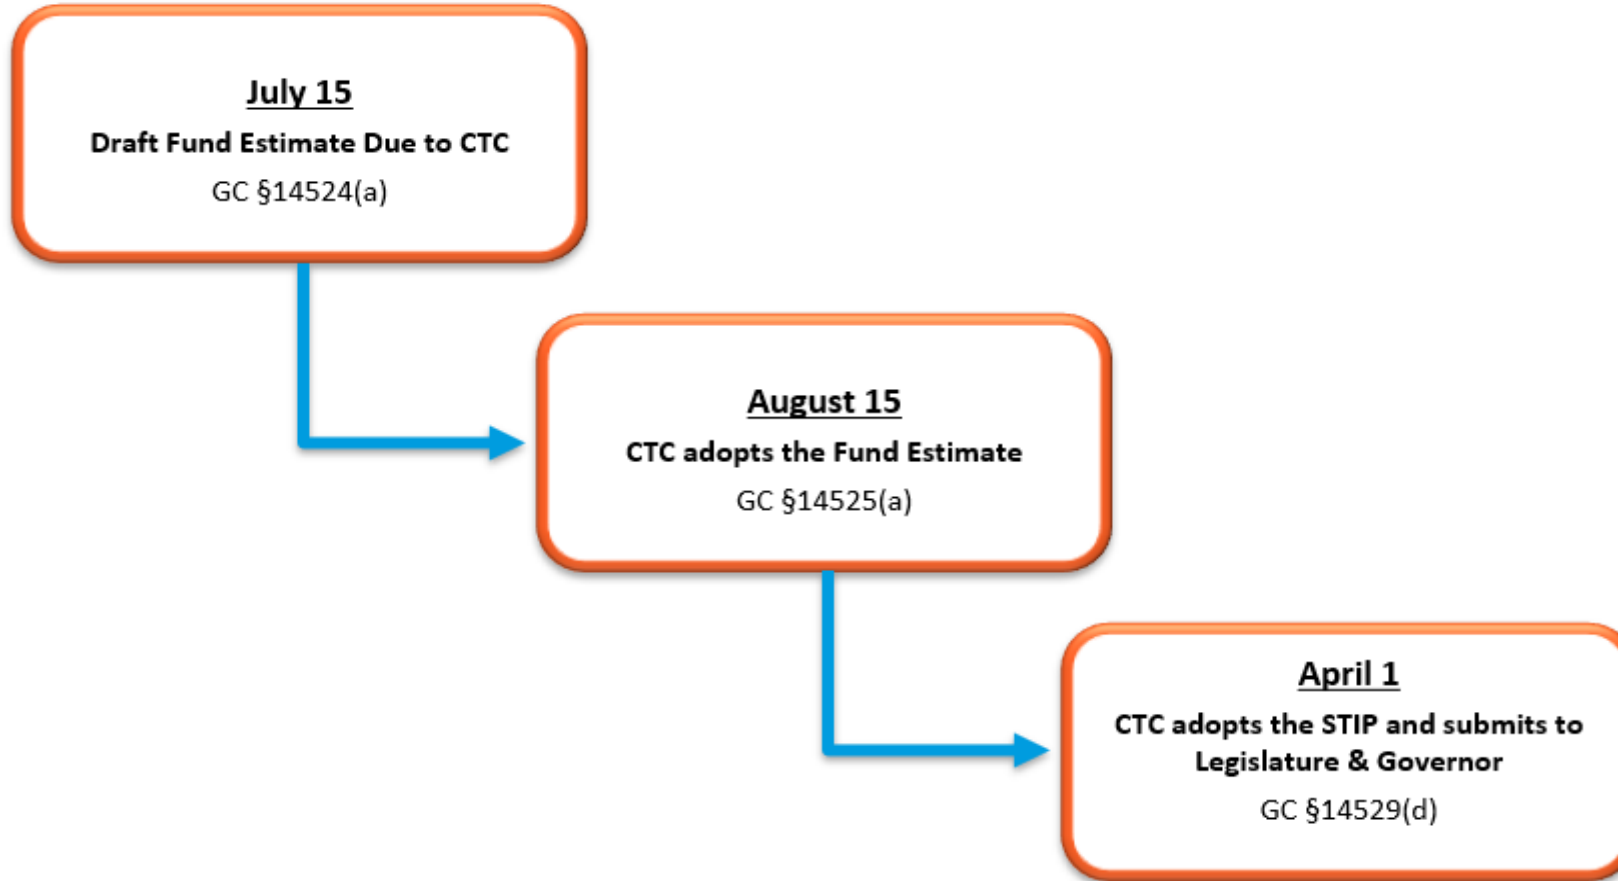 July 15
Draft Fund Estimate Due to CTC
GC §14524(a)
August 15
CTC adopts the Fund Estimate
GC §14525(a)
April 1
CTC adopts the STIP and submits to
Legislature & Governor
GC §14529(d)